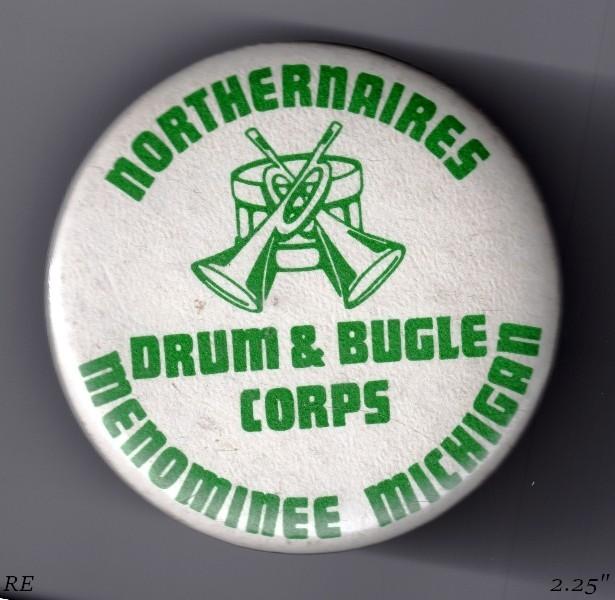 NORTHERNAIRES
DRUM & BUGLE
CORPS
MENOMINEE MICHIGAN
RE
2.25"